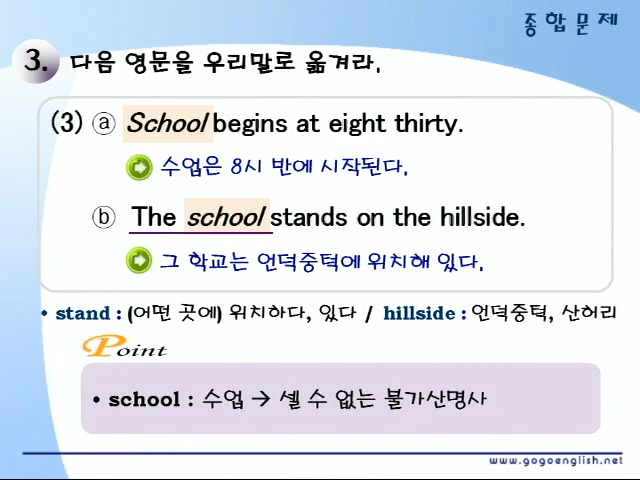 종합문제
3. 다음 영문을 우리말로 옮겨라.
(3) ⓐ School begins at eight thirty.
수업은 8시 반에 시작된다.
ⓑ The school stands on the hillside.
그 학교는 언덕중턱에 위치해 있다.
• stand : (어떤 곳에) 위치하다, 있다 / hillside : 언덕중턱, 산허리
Point
• school : 수업 → 셀 수 없는 불가산명사
www.gogoenglish.net